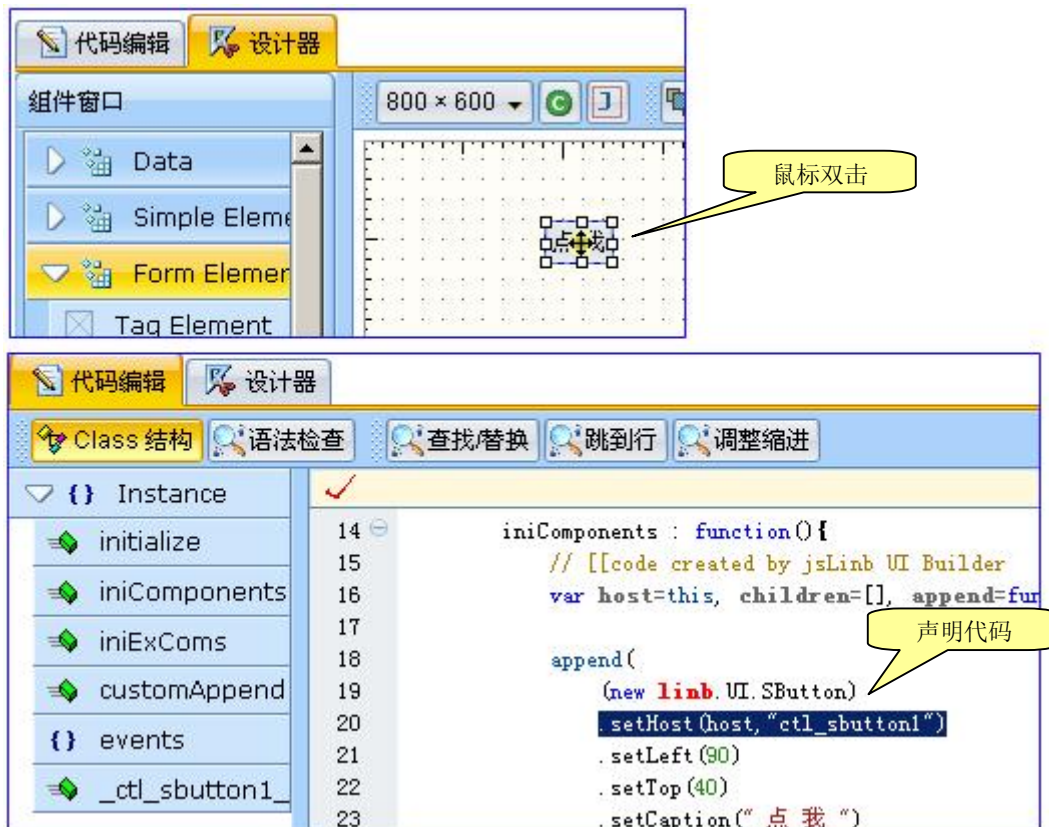 代码编辑 设计器
组件窗口
800 × 600
Data
Simple Eleme
Form Elemer
Tag Element
点 我
鼠标双击
代码编辑 设计器
Class 结构 语法检查 查找/替换 跳到行 调整缩进
{} Instance
initialize
iniComponents
iniExComs
customAppend
{} events
_ctl_sbutton1_
14 iniComponents : function(){
15 // [[code created by jsLinb UI Builder
16 var host=this, children=[], append=fur
17
18 append(
19 (new linb.UI.SButton)
20 .setHost(host,"ctl_sbutton1")
21 .setLeft(90)
22 .setTop(40)
23 .setCaption(" 点 我 ")
声明代码